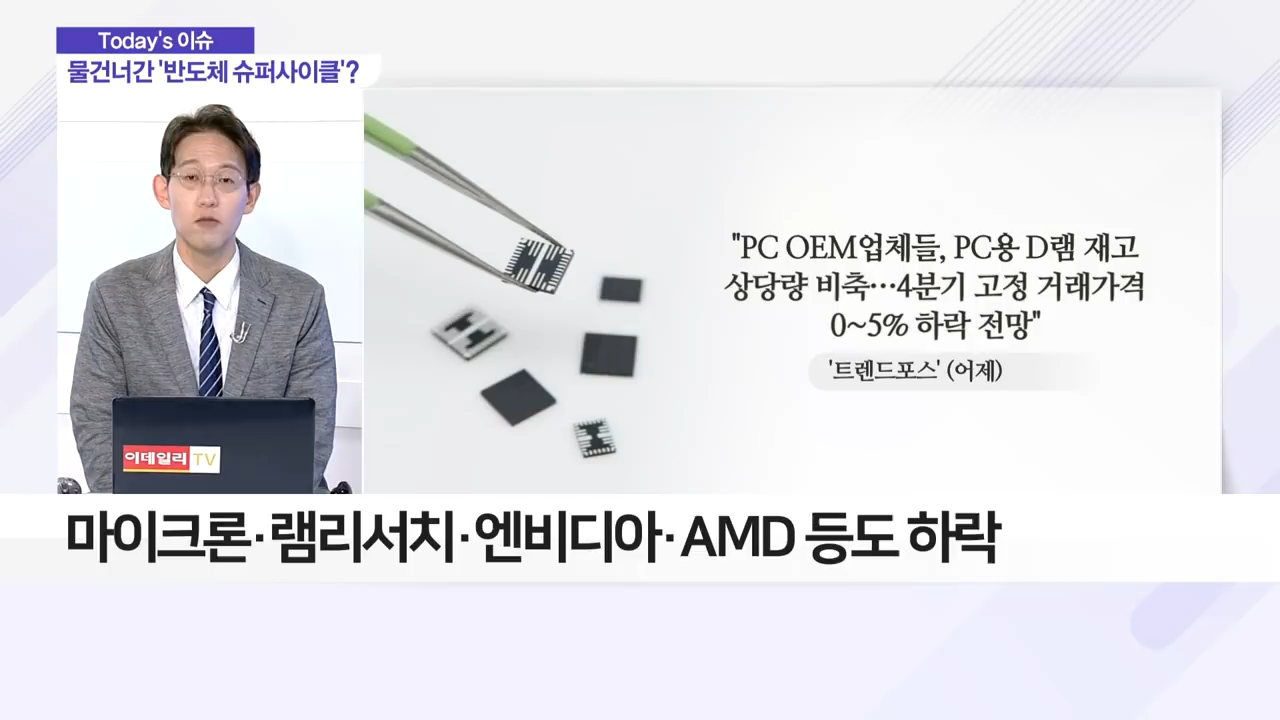 Today's 이슈
물건너간 '반도체 슈퍼사이클'?
"PC OEM업체들, PC용 D램 재고
상당량 비축…4분기 고정 거래가격
0~5% 하락 전망"
'트렌드포스' (어제)
이데일리TV
마이크론·램리서치·엔비디아·AMD 등도 하락